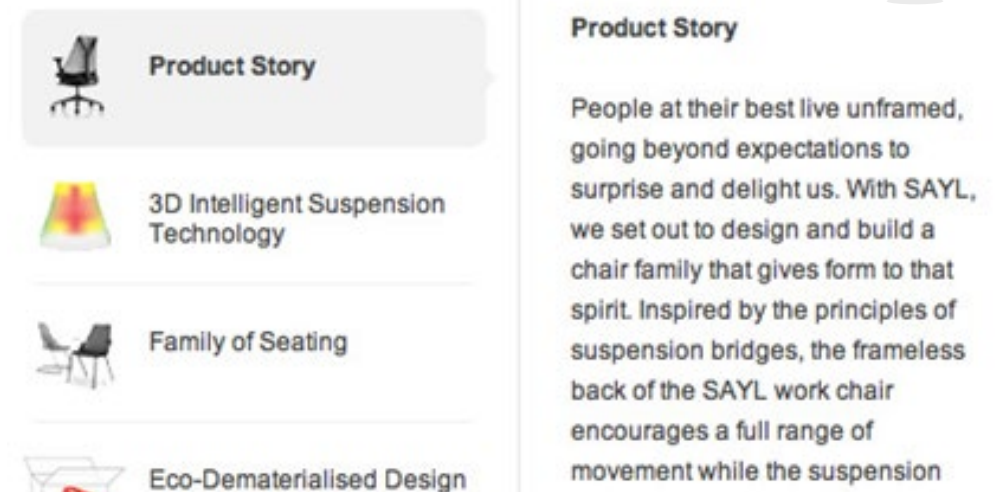 Product Story
3D Intelligent Suspension
Technology
Family of Seating
Eco-Dematerialised Design
Product Story
People at their best live unframed,
going beyond expectations to
surprise and delight us. With SAYL,
we set out to design and build a
chair family that gives form to that
spirit. Inspired by the principles of
suspension bridges, the frameless
back of the SAYL work chair
encourages a full range of
movement while the suspension